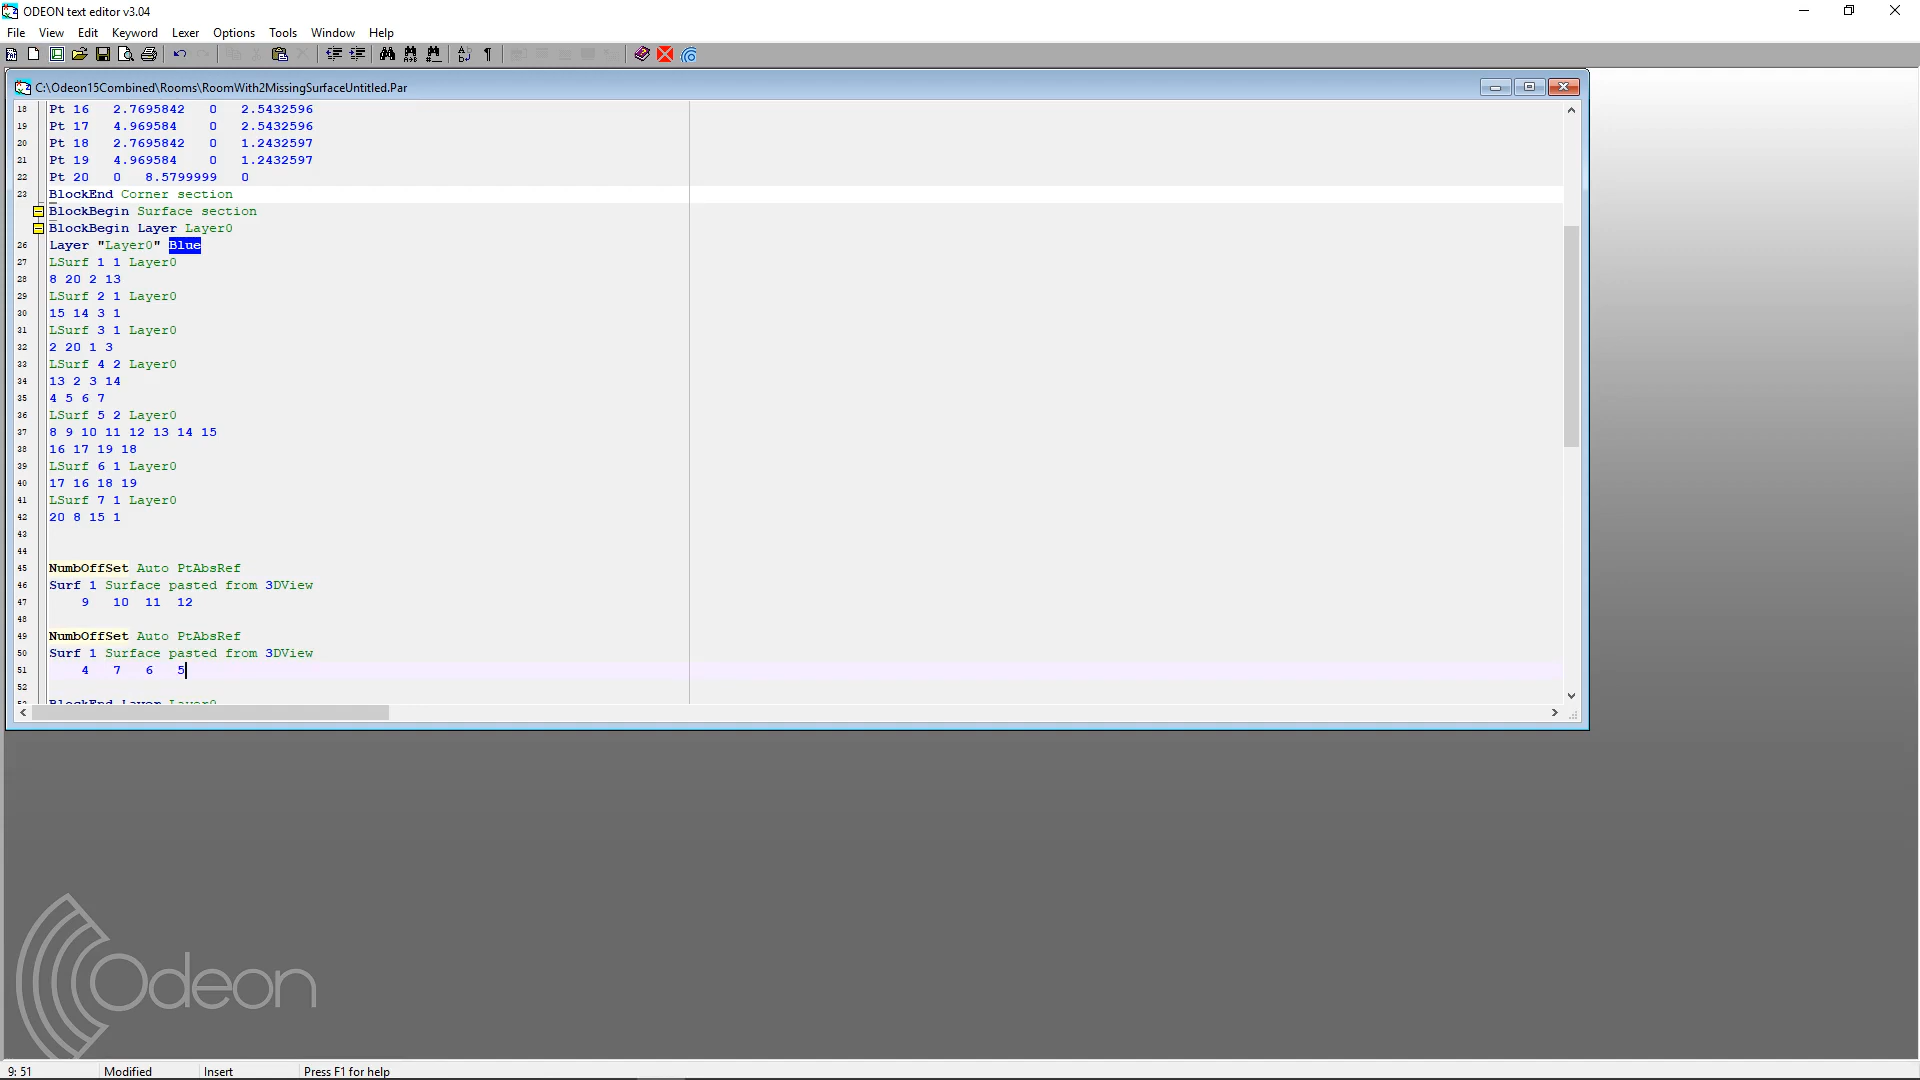 ODEON text editor v3.04
File View Edit Keyword Lexer Options Tools Window Help
C:\Odeon15Combined\Rooms\RoomWith2MissingSurfaceUntitled.Par
18 Pt 16 2.7695842 0 2.5432596
19 Pt 17 4.969584 0 2.5432596
20 Pt 18 2.7695842 0 1.2432597
21 Pt 19 4.969584 0 1.2432597
22 Pt 20 0 8.5799999 0
23 BlockEnd Corner section
BlockBegin Surface section
BlockBegin Layer Layer0
26 Layer "Layer0" Blue
27 LSurf 1 1 Layer0
28 8 20 2 13
29 LSurf 2 1 Layer0
30 15 14 3 1
31 LSurf 3 1 Layer0
32 2 20 1 3
33 LSurf 4 2 Layer0
34 13 2 3 14
35 4 5 6 7
36 LSurf 5 2 Layer0
37 8 9 10 11 12 13 14 15
38 16 17 19 18
39 LSurf 6 1 Layer0
40 17 16 18 19
41 LSurf 7 1 Layer0
42 20 8 15 1
43
44
45 NumbOffSet Auto PtAbsRef
46 Surf 1 Surface pasted from 3DView
47 9 10 11 12
48
49 NumbOffSet Auto PtAbsRef
50 Surf 1 Surface pasted from 3DView
51 4 7 6 5
52
BlockEnd Layer Layer0
Odeon
9: 51 Modified Insert Press F1 for help